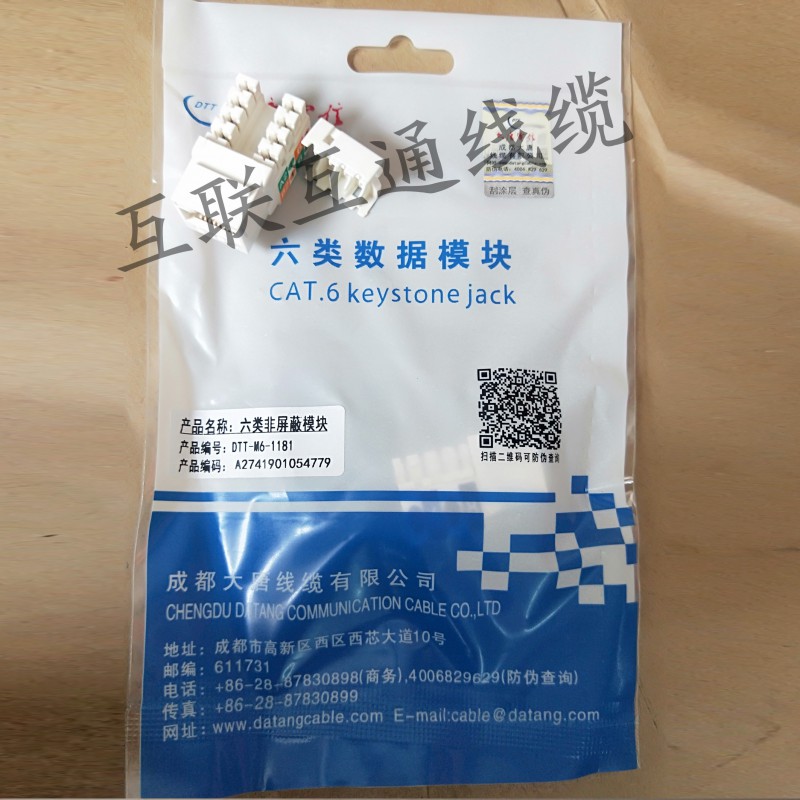 DTT
互联互通线缆
成都大唐
刮涂层 查真伪
六类数据模块
CAT.6 keystone jack
产品名称：六类非屏蔽模块
产品编号：DTT-M6-1181
产品编码：A2741901054779
扫描二维码可防伪查询
成都大唐线缆有限公司
CHENGDU DATANG COMMUNICATION CABLE CO.,LTD
地址：成都市高新区西区西芯大道10号
邮编：611731
电话：+86-28-87830898(商务),4006829629(防伪查询)
传真：+86-28-87830899
网址：www.datangcable.com E-mail:cable@datang.com